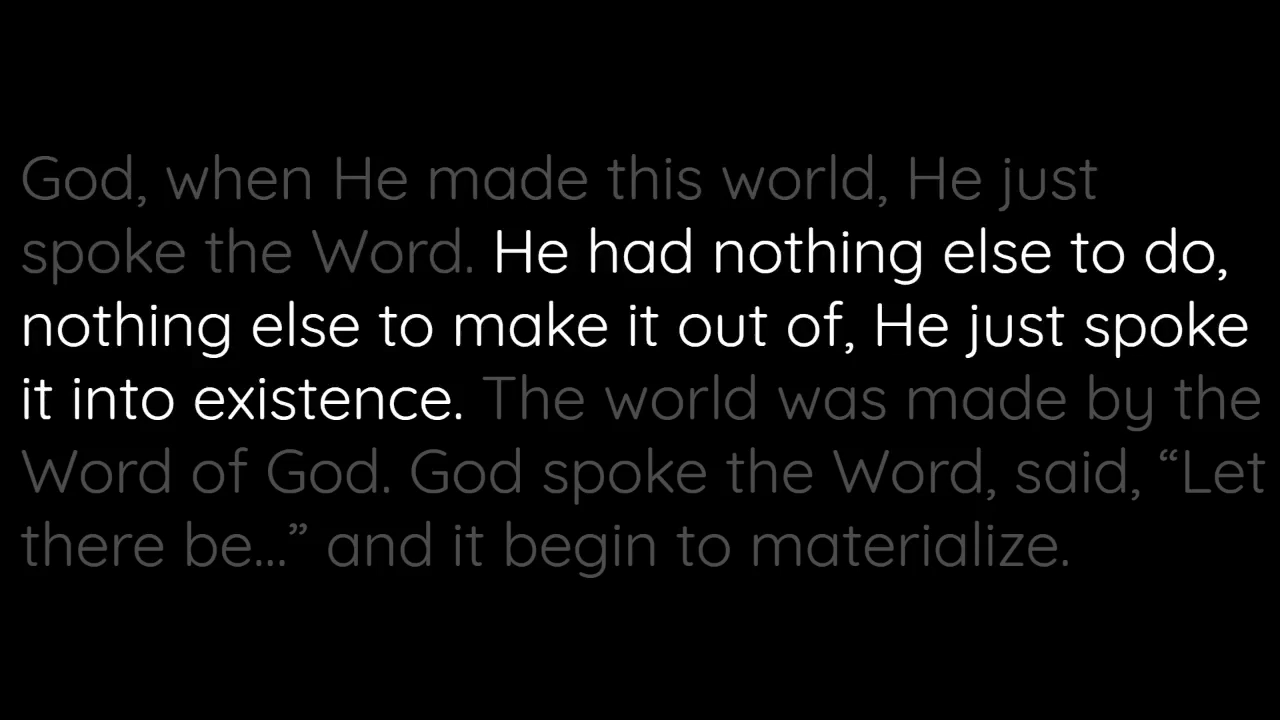 God, when He made this world, He just
spoke the Word. He had nothing else to do,
nothing else to make it out of, He just spoke
it into existence. The world was made by the
Word of God. God spoke the Word, said, “Let
there be...” and it begin to materialize.